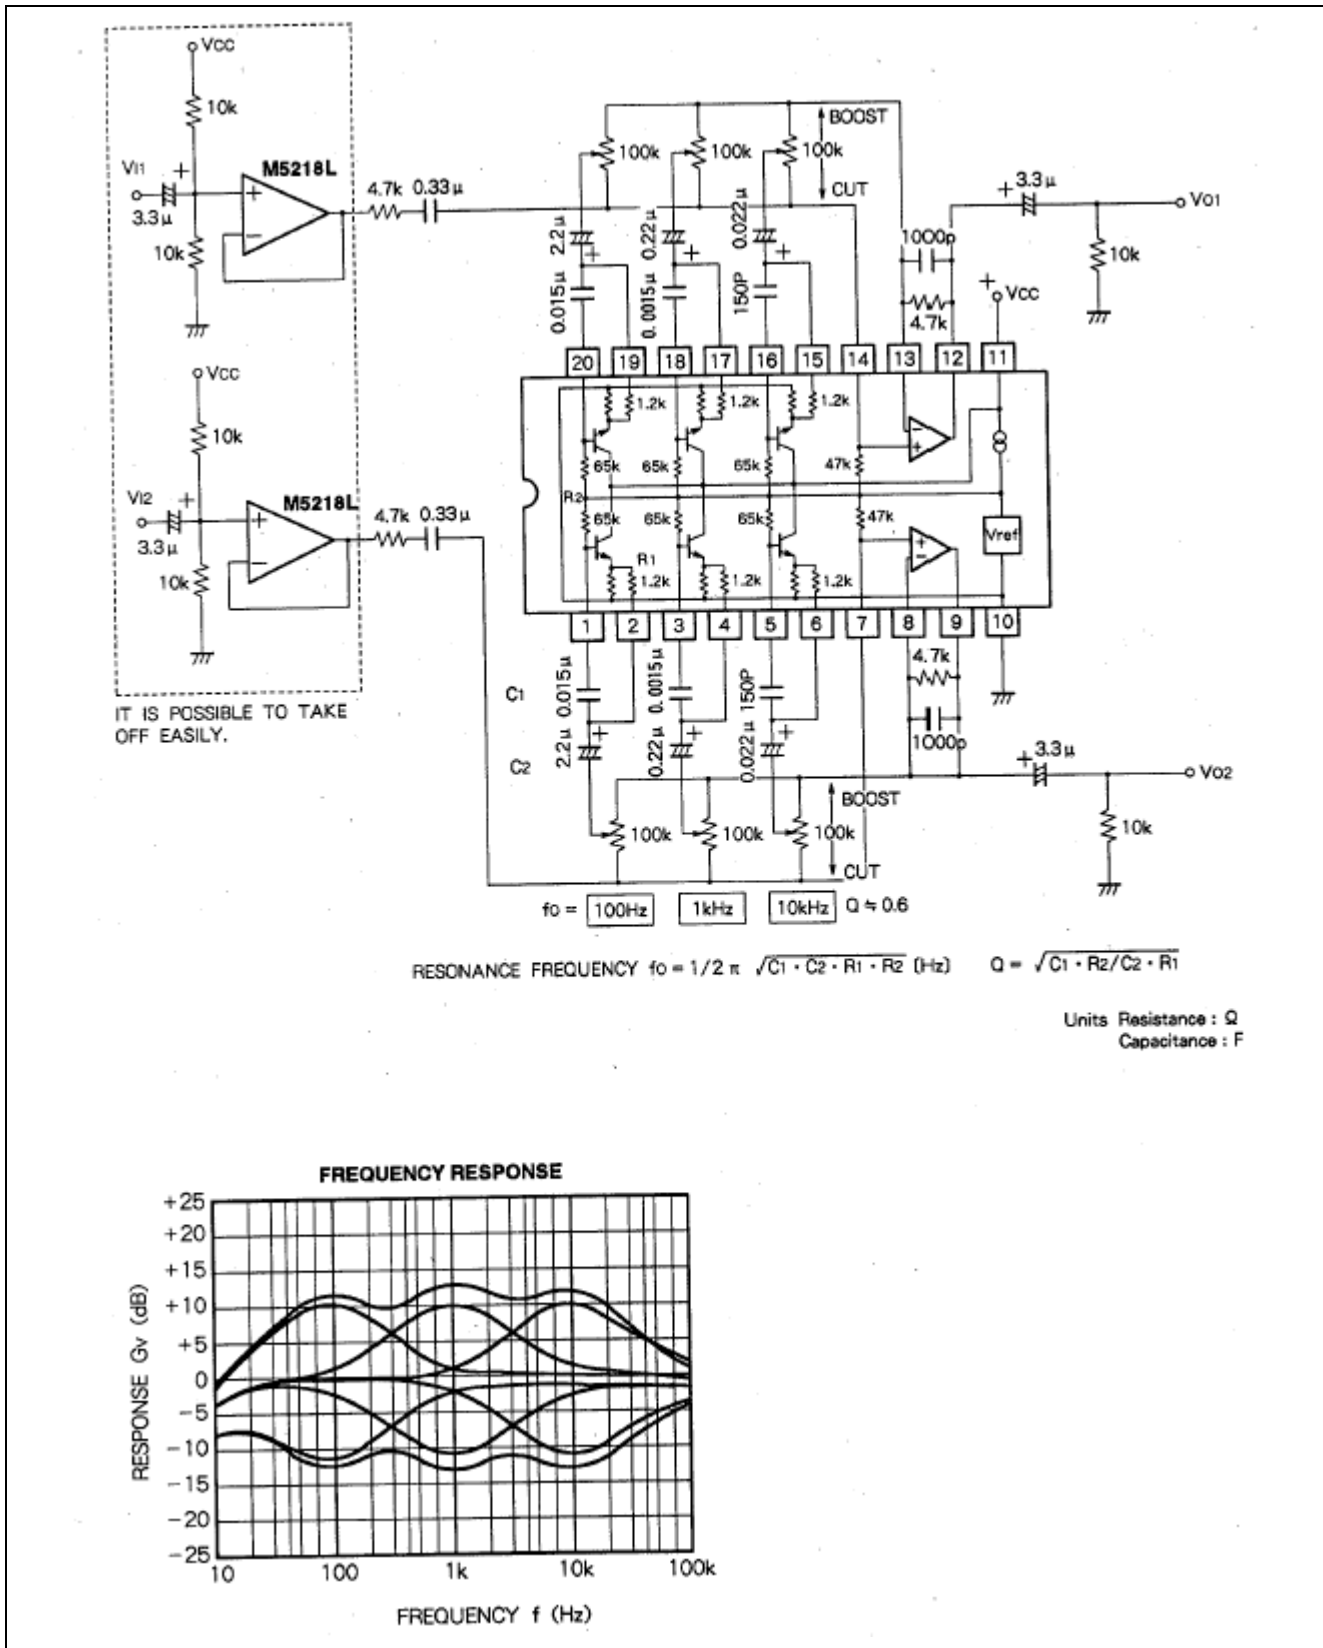 VCC
10k
VI1
+
3.3μ
10k
M5218L
+
−
4.7k 0.33μ
VCC
10k
VI2
+
3.3μ
10k
M5218L
+
−
4.7k 0.33μ
IT IS POSSIBLE TO TAKE
OFF EASILY.
BOOST
100k 100k 100k
CUT
2.2μ + 0.22μ + 0.022μ +
0.015μ 0.0015μ 150P
1000p
4.7k
+
3.3μ
VO1
10k
+
VCC
20 19 18 17 16 15 14 13 12 11
1.2k 1.2k 1.2k
−
+
65k 65k 65k 47k
R2
65k 65k 65k 47k
R1
1.2k 1.2k 1.2k
+
−
Vref
1 2 3 4 5 6 7 8 9 10
C1 0.015μ 0.0015μ 150P
C2 2.2μ + 0.22μ + 0.022μ +
4.7k
1000p
+
3.3μ
VO2
10k
BOOST
100k 100k 100k
CUT
fo = 100Hz 1kHz 10kHz Q ≒ 0.6
RESONANCE FREQUENCY fo = 1/2 π √C1 · C2 · R1 · R2 (Hz) Q = √C1 · R2/C2 · R1
Units Resistance : Ω
Capacitance : F
FREQUENCY RESPONSE
RESPONSE Gv (dB)
+25
+20
+15
+10
+5
0
−5
−10
−15
−20
−25
10 100 1k 10k 100k
FREQUENCY f (Hz)